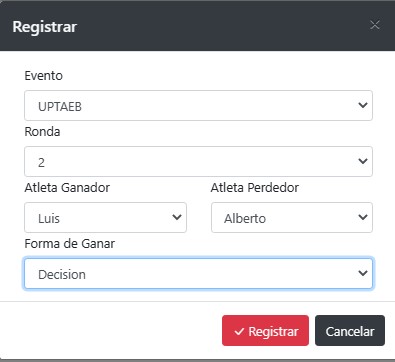 Registrar
Evento
UPTAEB
Ronda
2
Atleta Ganador Atleta Perdedor
Luis Alberto
Forma de Ganar
Decision
Registrar Cancelar